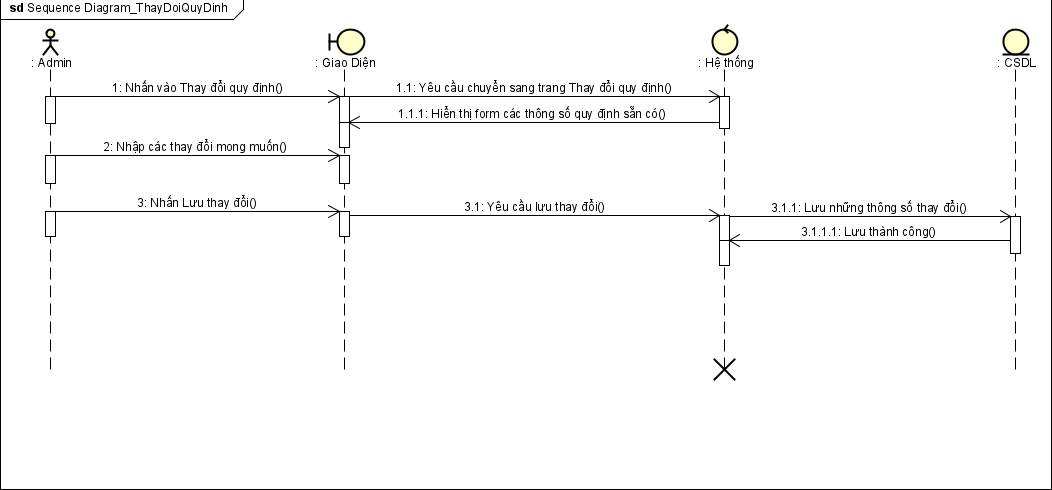 sd Sequence Diagram_ThayDoiQuyDinh
: Admin
: Giao Diện
: Hệ thống
: CSDL
1: Nhấn vào Thay đổi quy định()
1.1: Yêu cầu chuyển sang trang Thay đổi quy định()
1.1.1: Hiển thị form các thông số quy định sẵn có()
2: Nhập các thay đổi mong muốn()
3: Nhấn Lưu thay đổi()
3.1: Yêu cầu lưu thay đổi()
3.1.1: Lưu những thông số thay đổi()
3.1.1.1: Lưu thành công()